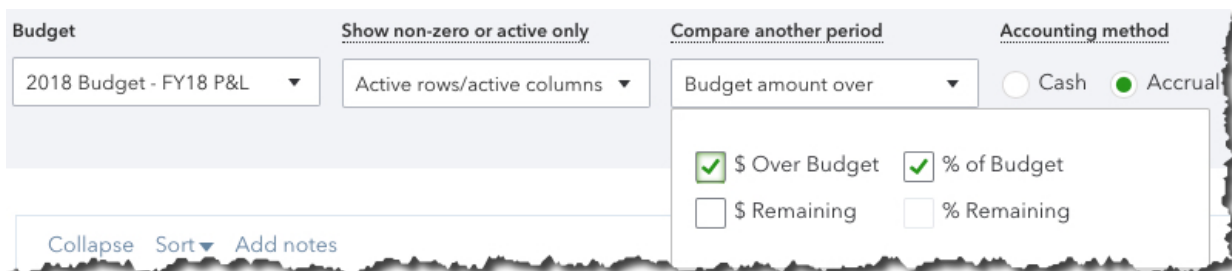 Budget Show non-zero or active only Compare another period Accounting method
2018 Budget - FY18 P&L Active rows/active columns Budget amount over Cash Accrual
$ Over Budget % of Budget
$ Remaining % Remaining
Collapse Sort Add notes